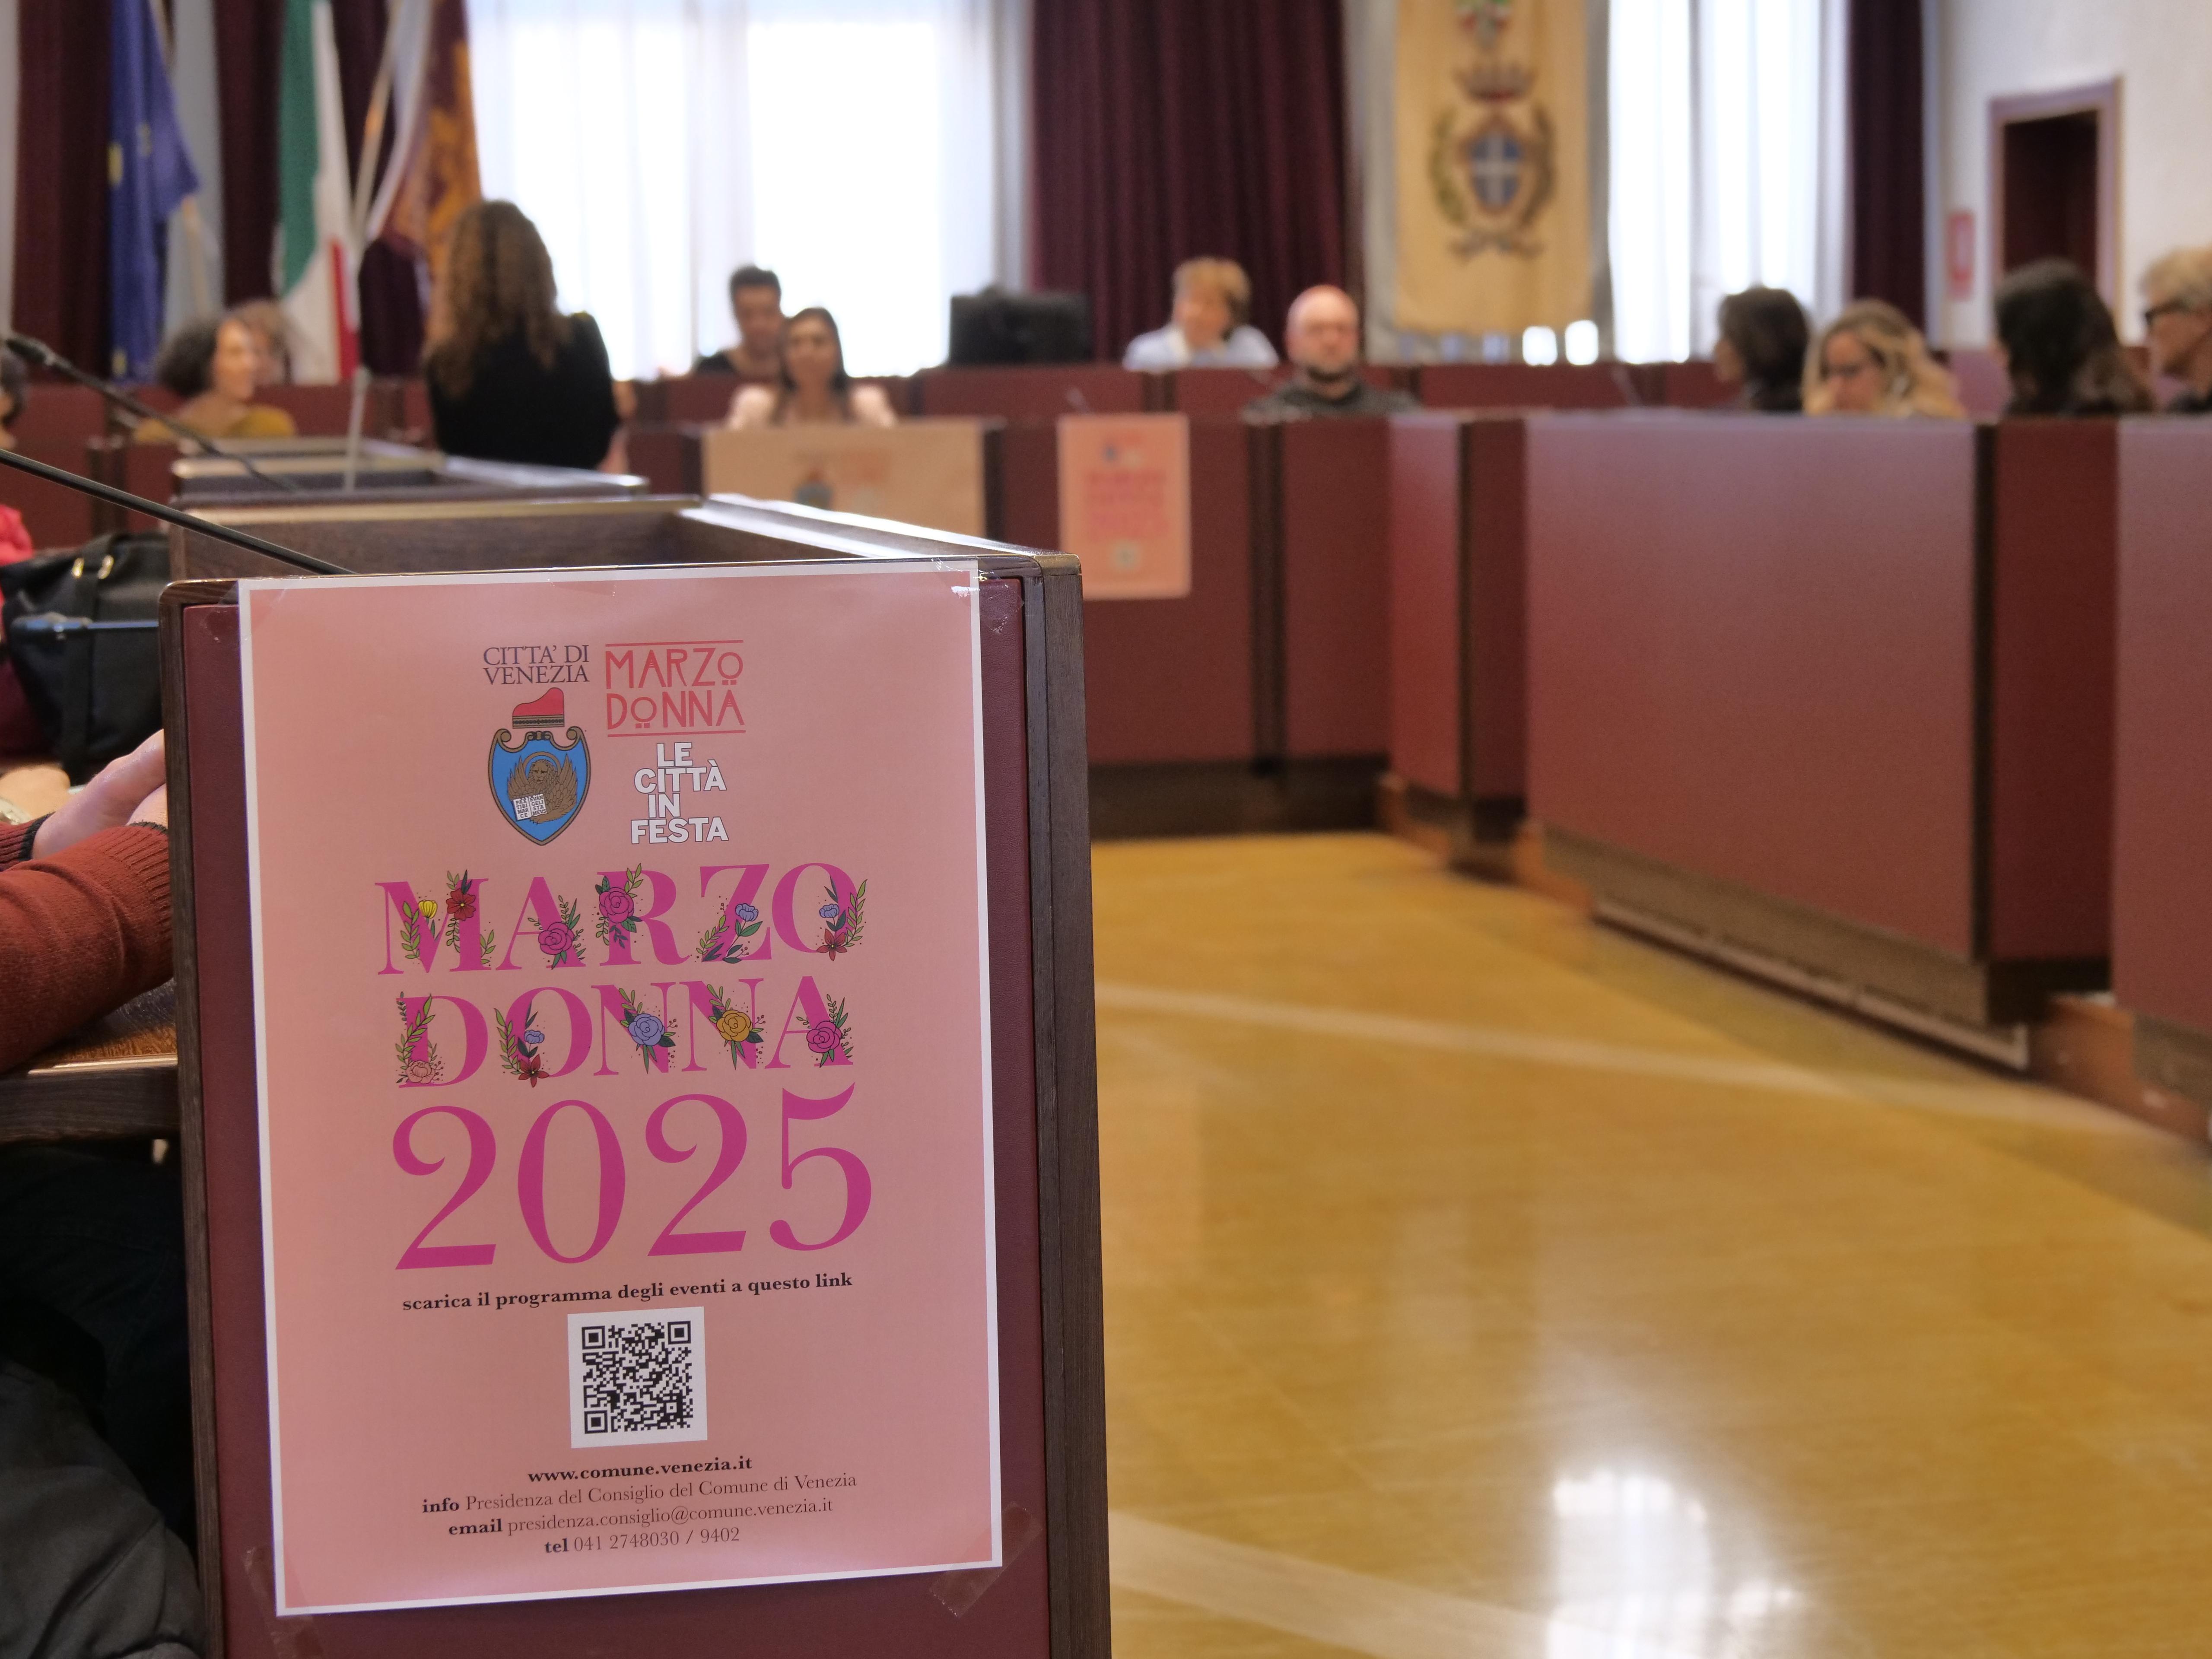 CITTA' DI
VENEZIA
MARZO
DONNA
LE
CITTÀ
IN
FESTA
MARZO
DONNA
2025
scarica il programma degli eventi a questo link
www.comune.venezia.it
info Presidenza del Consiglio del Comune di Venezia
email presidenza.consiglio@comune.venezia.it
tel 041 2748030 / 9402